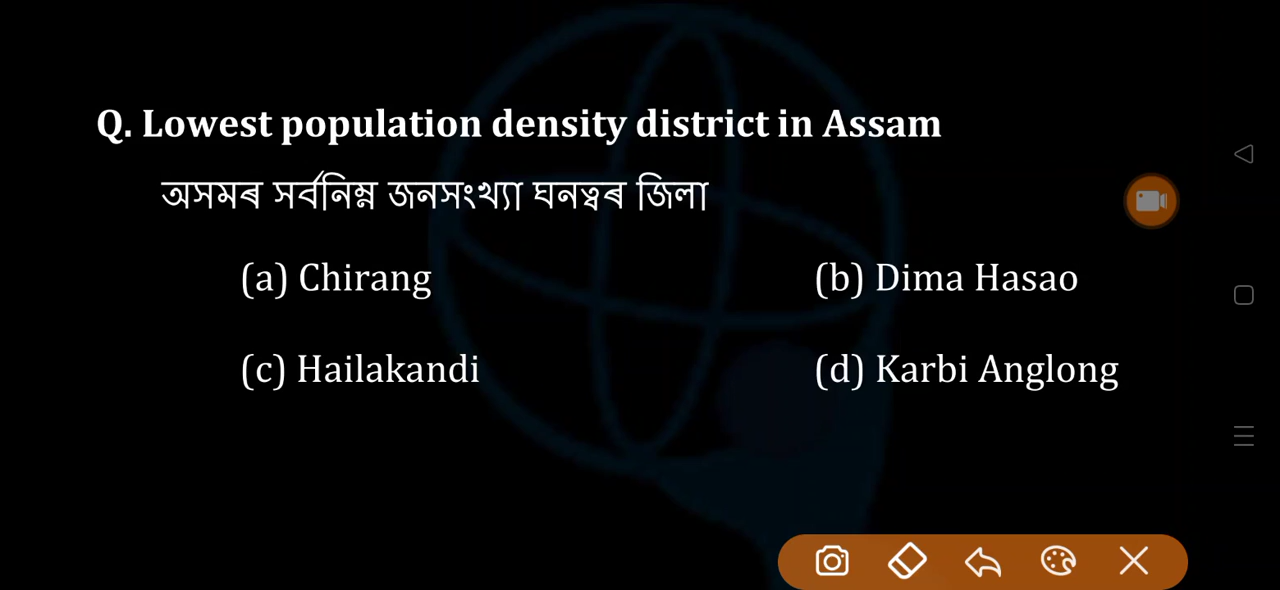 Q. Lowest population density district in Assam
অসমৰ সৰ্বনিম্ন জনসংখ্যা ঘনত্বৰ জিলা
(a) Chirang (b) Dima Hasao
(c) Hailakandi (d) Karbi Anglong